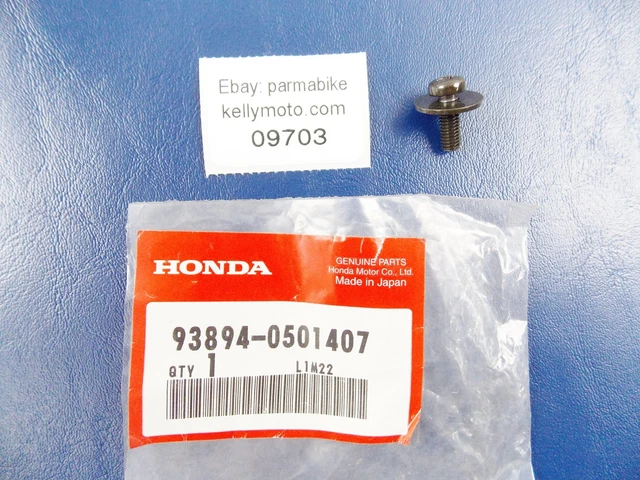 Ebay: parmabike
kellymoto.com
09703
HONDA
GENUINE PARTS
Honda Motor Co., Ltd.
Made in Japan
93894-0501407
QTY 1 L1M22